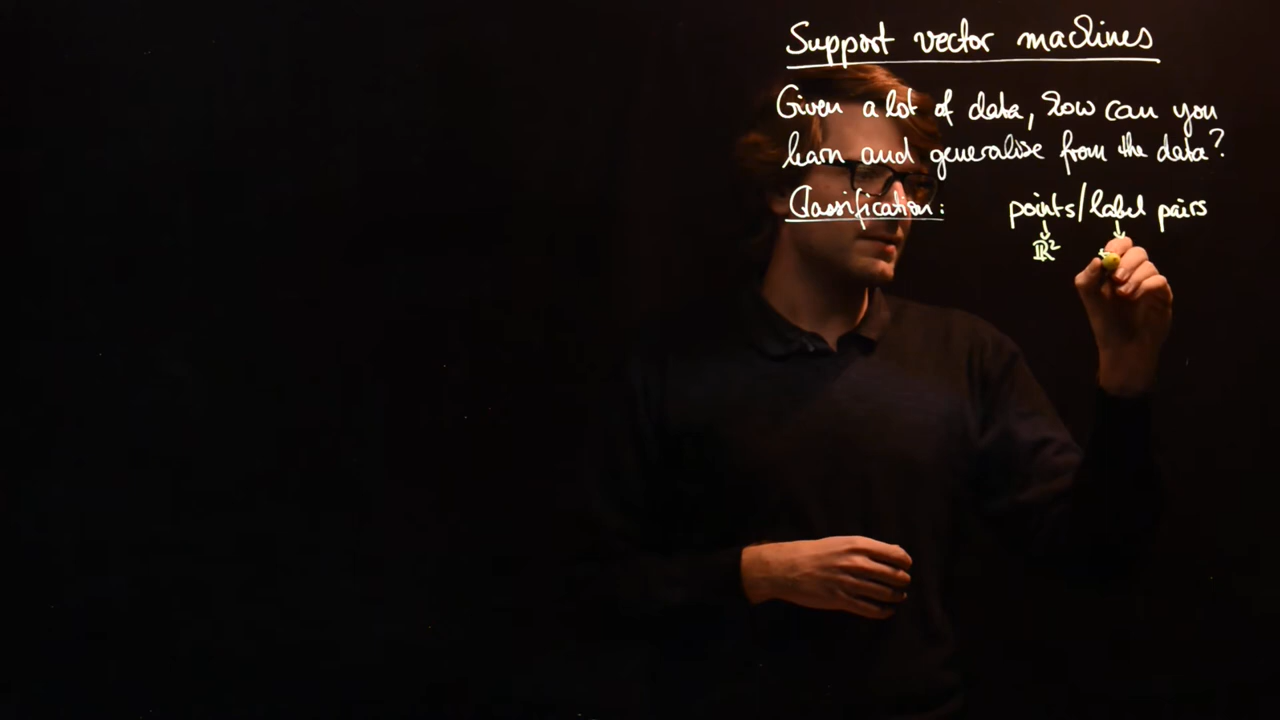 Support vector machines
Given a lot of data, how can you
learn and generalise from the data?
Classification: points/label pairs
↓ ↓
ℝ²